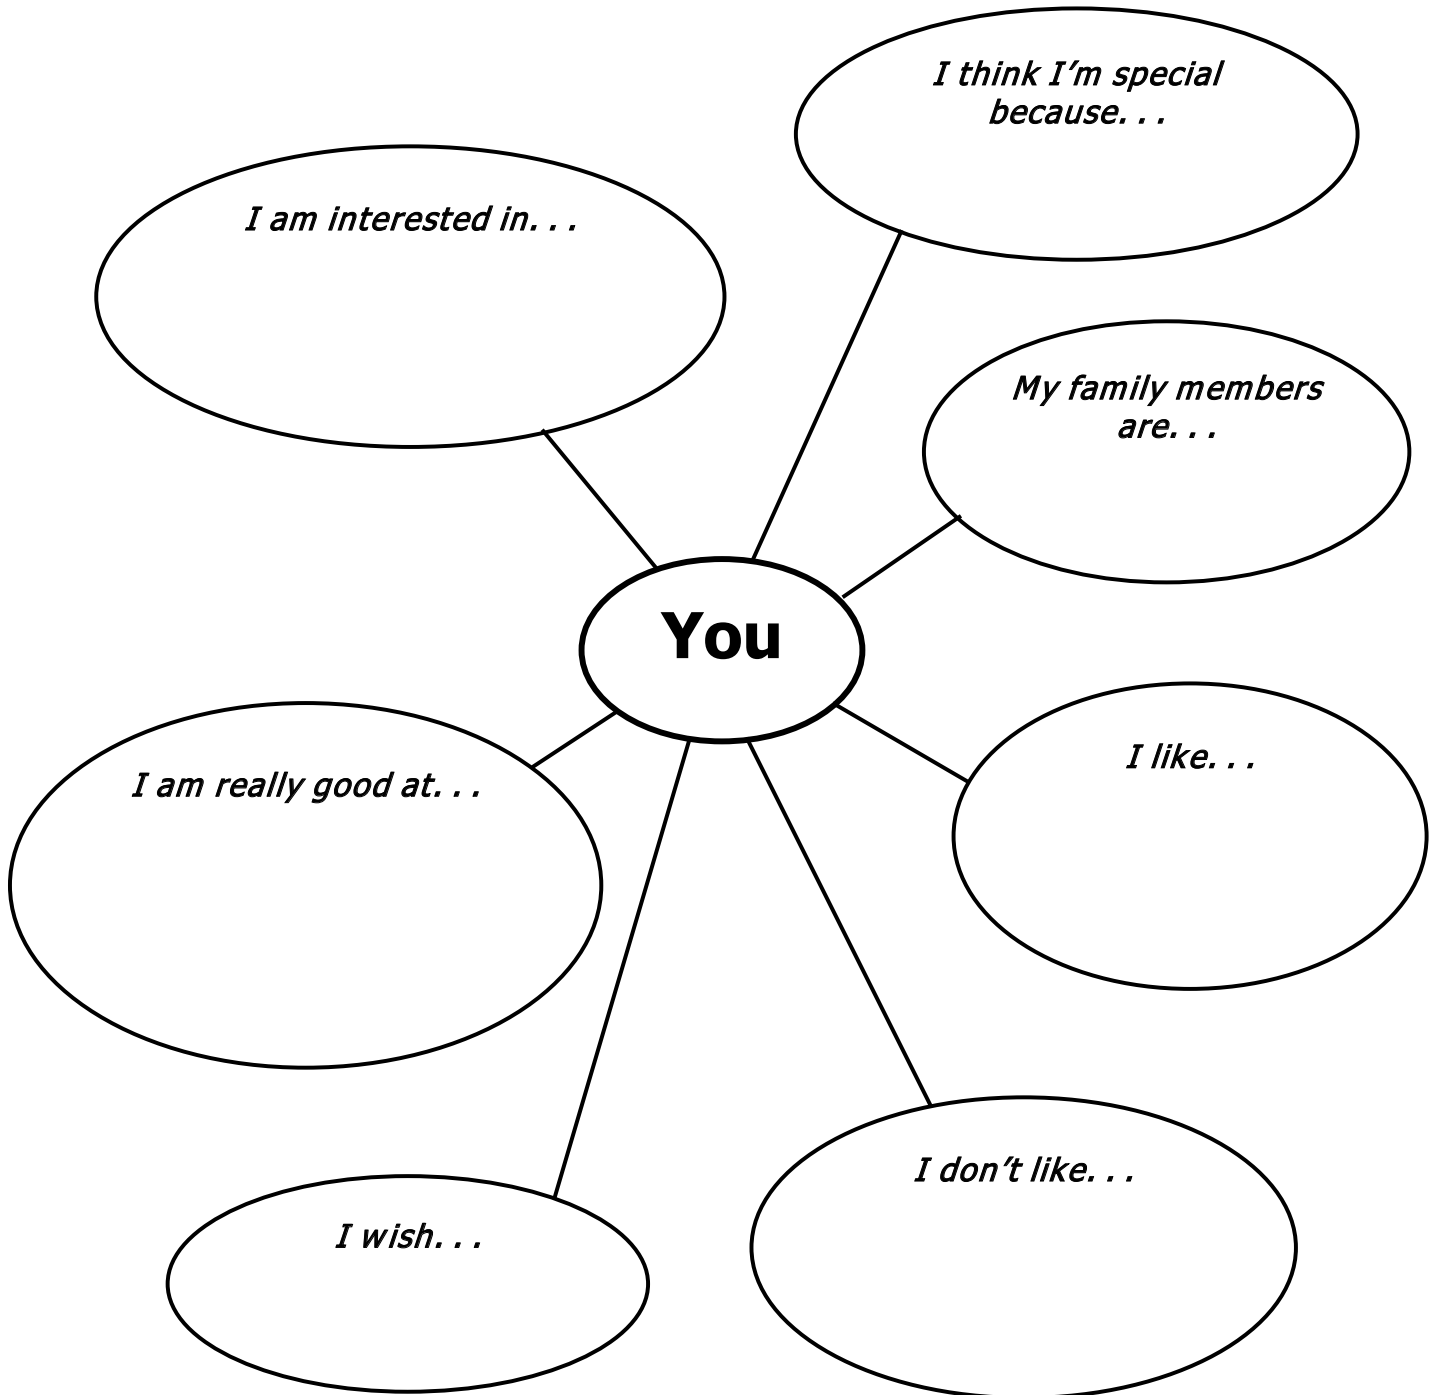 I think I’m special
because. . .
I am interested in. . .
My family members
are. . .
You
I like. . .
I am really good at. . .
I don’t like. . .
I wish. . .